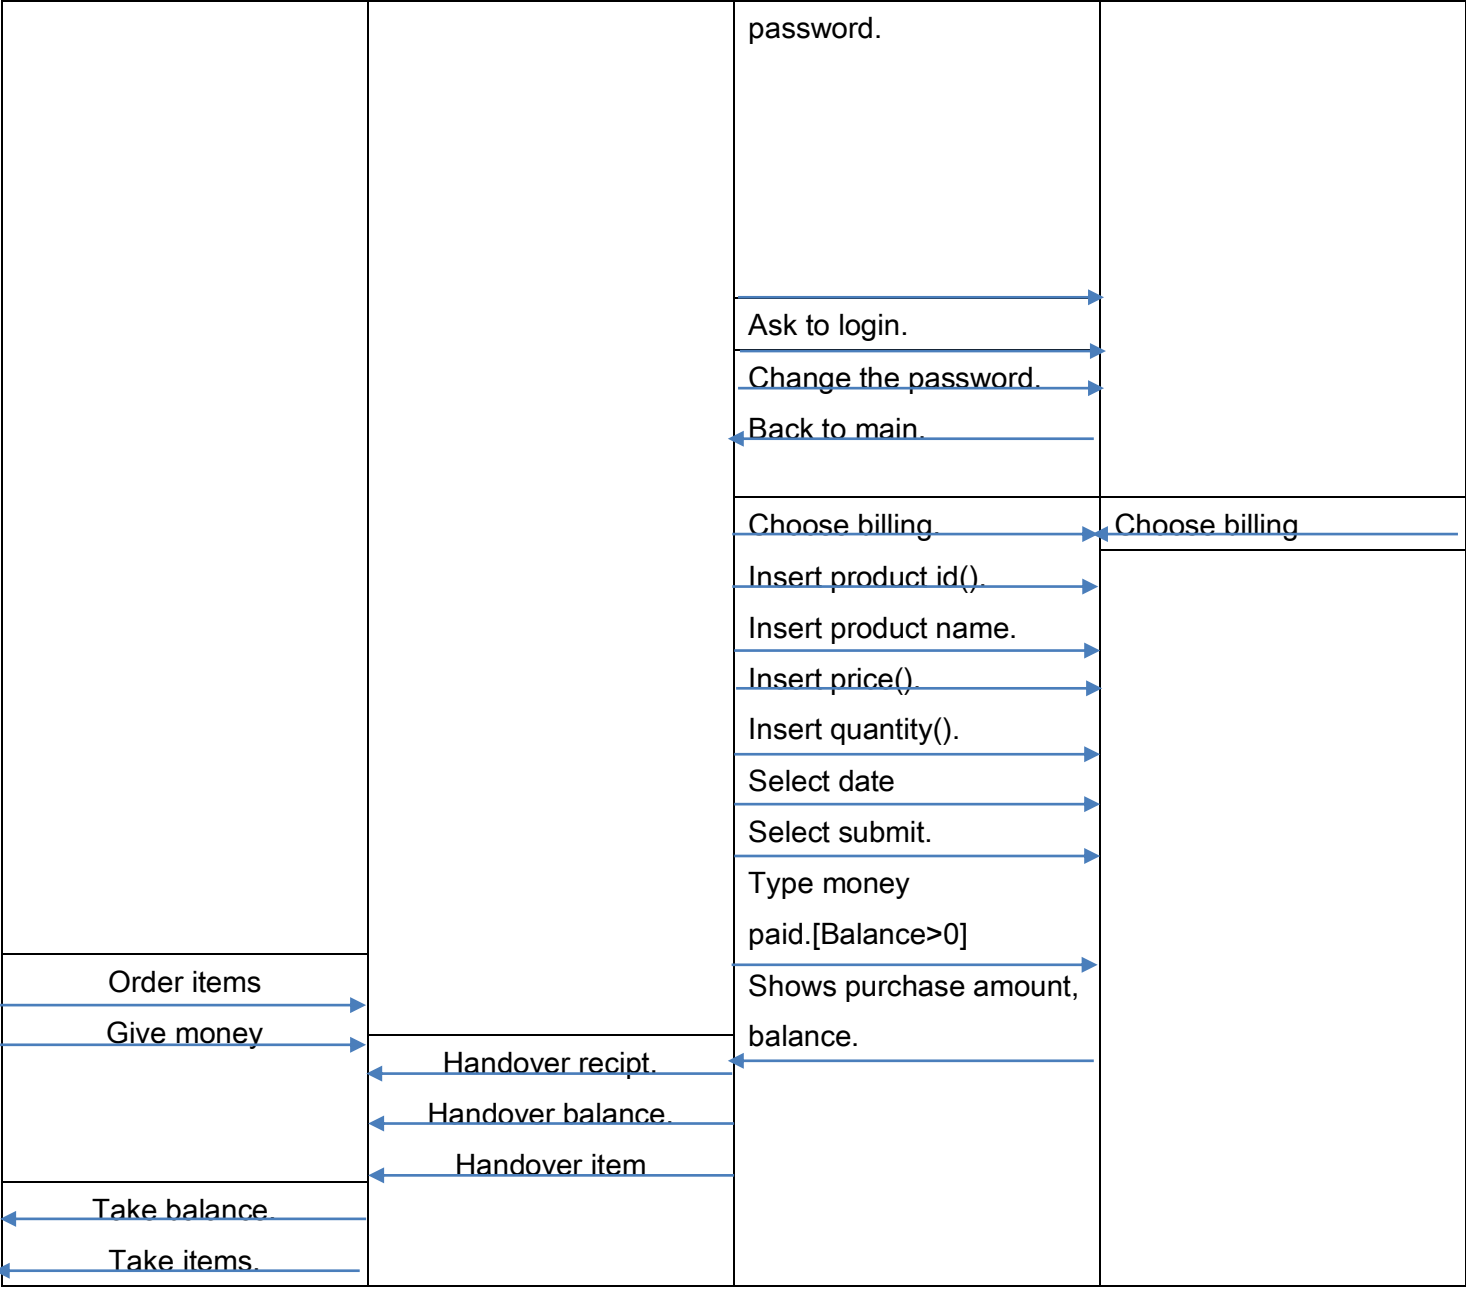 password.
Ask to login.
Change the password.
Back to main.
Choose billing.
Choose billing
Insert product id().
Insert product name.
Insert price().
Insert quantity().
Select date
Select submit.
Type money
paid.[Balance>0]
Order items
Shows purchase amount,
Give money
balance.
Handover recipt.
Handover balance.
Handover item
Take balance.
Take items.